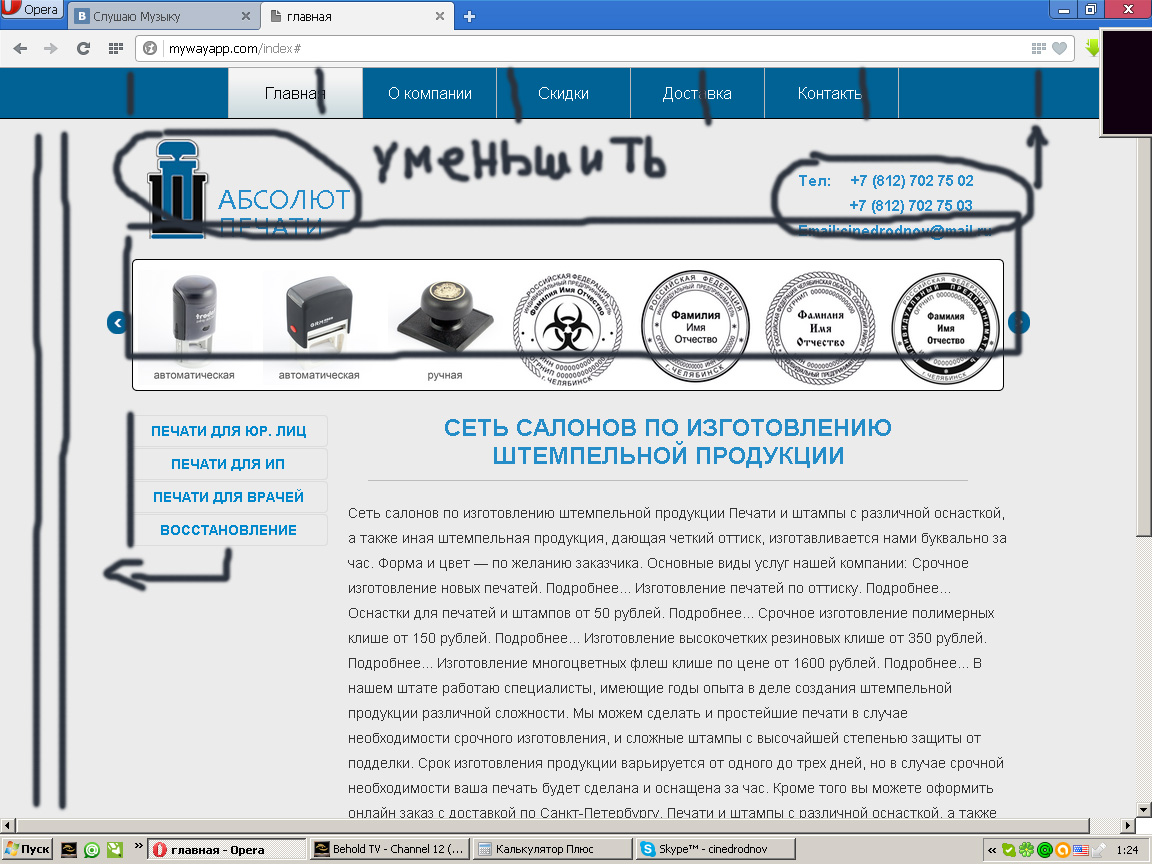 Opera
Слушаю Музыку
главная
mywayapp.com/index#
Главная
О компании
Скидки
Доставка
Контакты
уменьшить
АБСОЛЮТ
ПЕЧАТИ
Тел: +7 (812) 702 75 02
+7 (812) 702 75 03
Email:cinedrodnov@mail.ru
автоматическая
автоматическая
ручная
Фамилия Имя Отчество
Фамилия
Имя
Отчество
Фамилия
Имя
Отчество
Фамилия
Имя
Отчество
ПЕЧАТИ ДЛЯ ЮР. ЛИЦ
ПЕЧАТИ ДЛЯ ИП
ПЕЧАТИ ДЛЯ ВРАЧЕЙ
ВОССТАНОВЛЕНИЕ
СЕТЬ САЛОНОВ ПО ИЗГОТОВЛЕНИЮ
ШТЕМПЕЛЬНОЙ ПРОДУКЦИИ
Сеть салонов по изготовлению штемпельной продукции Печати и штампы с различной оснасткой,
а также иная штемпельная продукция, дающая четкий оттиск, изготавливается нами буквально за
час. Форма и цвет — по желанию заказчика. Основные виды услуг нашей компании: Срочное
изготовление новых печатей. Подробнее... Изготовление печатей по оттиску. Подробнее...
Оснастки для печатей и штампов от 50 рублей. Подробнее... Срочное изготовление полимерных
клише от 150 рублей. Подробнее... Изготовление высокочетких резиновых клише от 350 рублей.
Подробнее... Изготовление многоцветных флеш клише по цене от 1600 рублей. Подробнее... В
нашем штате работаю специалисты, имеющие годы опыта в деле создания штемпельной
продукции различной сложности. Мы можем сделать и простейшие печати в случае
необходимости срочного изготовления, и сложные штампы с высочайшей степенью защиты от
подделки. Срок изготовления продукции варьируется от одного до трех дней, но в случае срочной
необходимости ваша печать будет сделана и оснащена за час. Кроме того вы можете оформить
онлайн заказ с доставкой по Санкт-Петербургу. Печати и штампы с различной оснасткой, а также
Пуск
главная - Opera
Behold TV - Channel 12 (...
Калькулятор Плюс
Skype™ - cinedrodnov
1:24